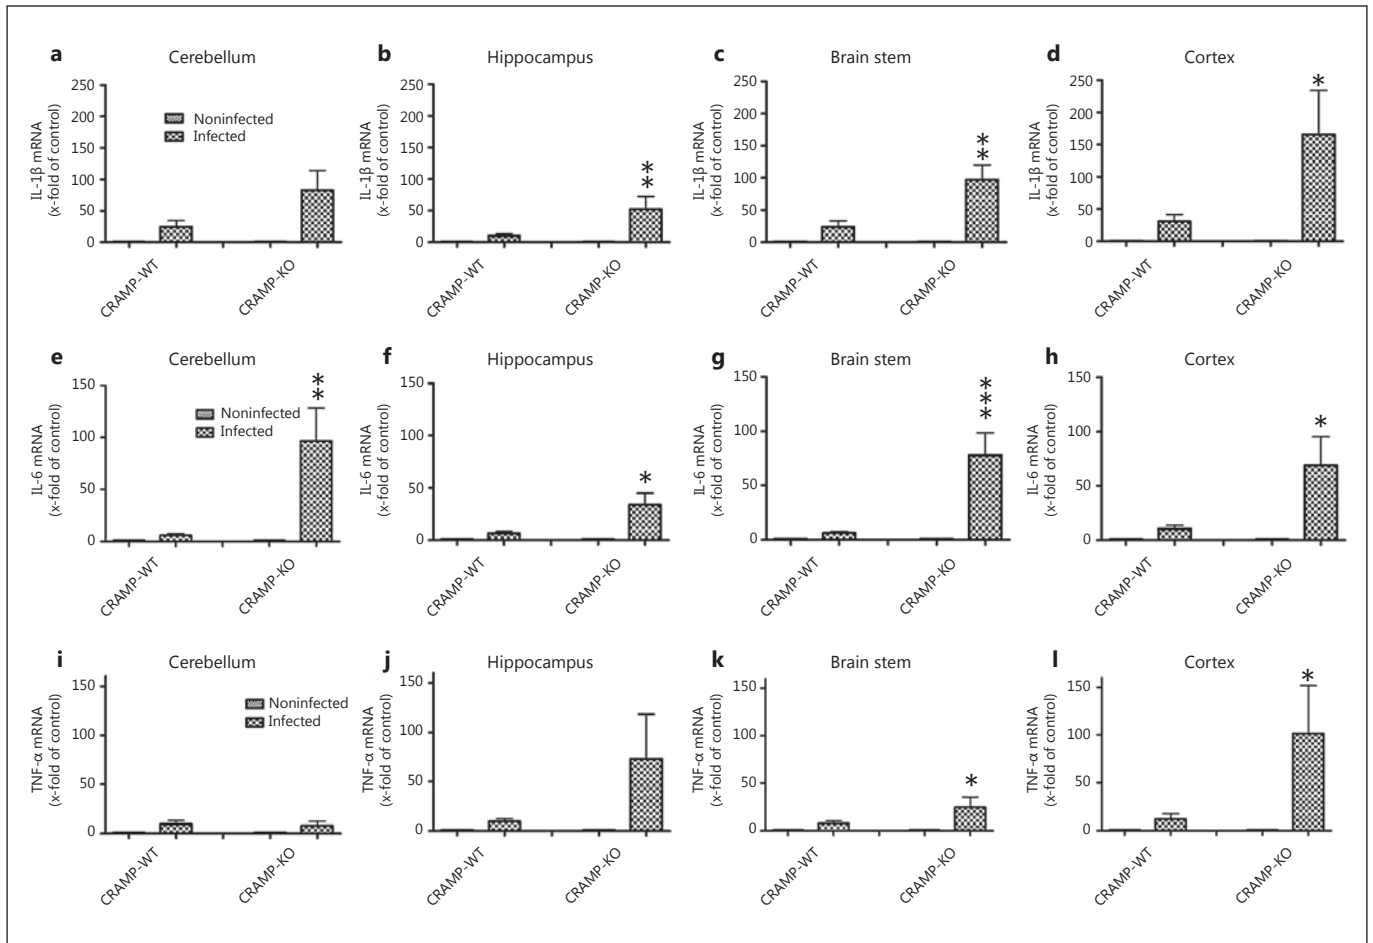 a Cerebellum
IL-1β mRNA
(x-fold of control)
250
200
150
100
50
0
Noninfected
Infected
CRAMP-WT
CRAMP-KO
b Hippocampus
IL-1β mRNA
(x-fold of control)
250
200
150
100
50
0
**
CRAMP-WT
CRAMP-KO
c Brain stem
IL-1β mRNA
(x-fold of control)
250
200
150
100
50
0
**
CRAMP-WT
CRAMP-KO
d Cortex
IL-1β mRNA
(x-fold of control)
250
200
150
100
50
0
*
CRAMP-WT
CRAMP-KO
e Cerebellum
IL-6 mRNA
(x-fold of control)
150
100
50
0
Noninfected
Infected
**
CRAMP-WT
CRAMP-KO
f Hippocampus
IL-6 mRNA
(x-fold of control)
150
100
50
0
*
CRAMP-WT
CRAMP-KO
g Brain stem
IL-6 mRNA
(x-fold of control)
150
100
50
0
***
CRAMP-WT
CRAMP-KO
h Cortex
IL-6 mRNA
(x-fold of control)
150
100
50
0
*
CRAMP-WT
CRAMP-KO
i Cerebellum
TNF-α mRNA
(x-fold of control)
150
100
50
0
Noninfected
Infected
CRAMP-WT
CRAMP-KO
j Hippocampus
TNF-α mRNA
(x-fold of control)
150
100
50
0
CRAMP-WT
CRAMP-KO
k Brain stem
TNF-α mRNA
(x-fold of control)
150
100
50
0
*
CRAMP-WT
CRAMP-KO
l Cortex
TNF-α mRNA
(x-fold of control)
150
100
50
0
*
CRAMP-WT
CRAMP-KO